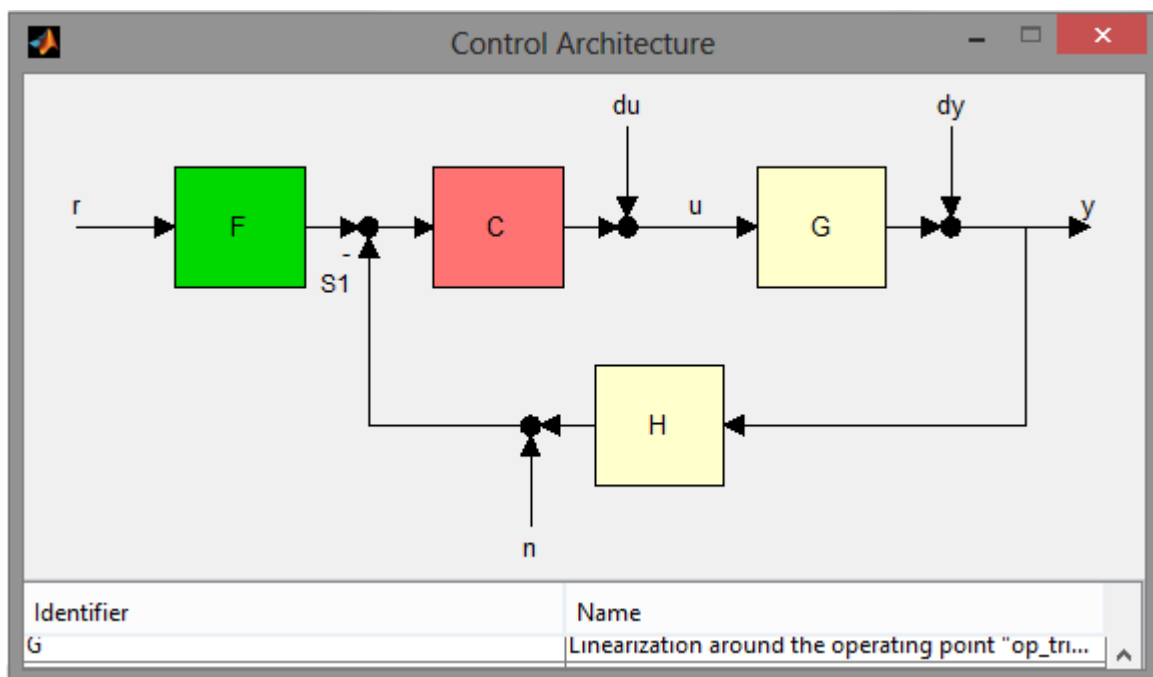 Control Architecture
du dy
r F C u G y
-
S1
H
n
Identifier Name
G Linearization around the operating point "op_tri...